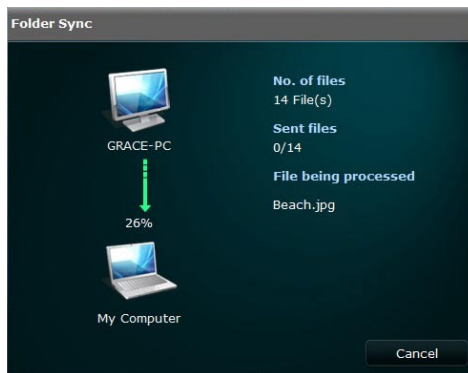 Folder Sync
GRACE-PC
26%
My Computer
No. of files
14 File(s)
Sent files
0/14
File being processed
Beach.jpg
Cancel